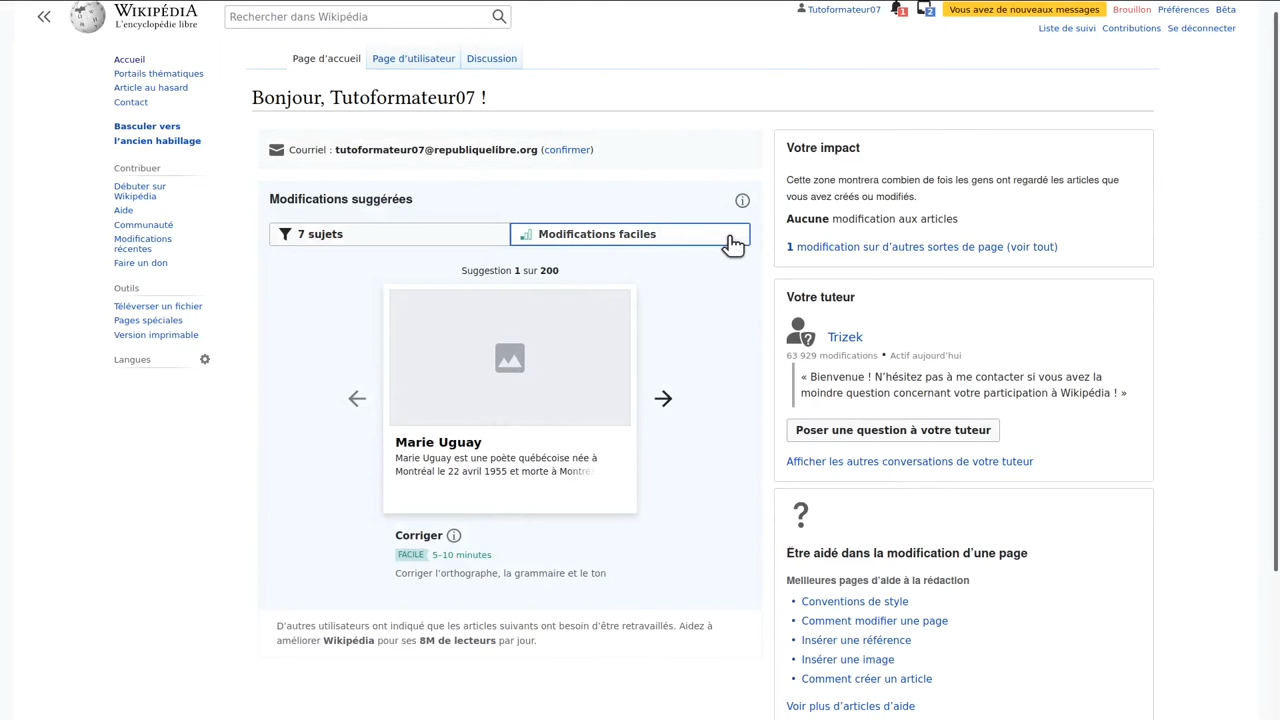 WIKIPÉDIA
L'encyclopédie libre
Rechercher dans Wikipédia
Tutoformateur07
1
2
Vous avez de nouveaux messages
Brouillon
Préférences
Bêta
Liste de suivi
Contributions
Se déconnecter
Accueil
Portails thématiques
Article au hasard
Contact
Basculer vers
l'ancien habillage
Contribuer
Débuter sur
Wikipédia
Aide
Communauté
Modifications
récentes
Faire un don
Outils
Téléverser un fichier
Pages spéciales
Version imprimable
Langues
Page d'accueil
Page d'utilisateur
Discussion
Bonjour, Tutoformateur07 !
Courriel : tutoformateur07@republiquelibre.org (confirmer)
Modifications suggérées
7 sujets
Modifications faciles
Suggestion 1 sur 200
Marie Uguay
Marie Uguay est une poète québécoise née à
Montréal le 22 avril 1955 et morte à Montré
Corriger
FACILE 5–10 minutes
Corriger l'orthographe, la grammaire et le ton
D'autres utilisateurs ont indiqué que les articles suivants ont besoin d'être retravaillés. Aidez à
améliorer Wikipédia pour ses 8M de lecteurs par jour.
Votre impact
Cette zone montrera combien de fois les gens ont regardé les articles que
vous avez créés ou modifiés.
Aucune modification aux articles
1 modification sur d'autres sortes de page (voir tout)
Votre tuteur
Trizek
63 929 modifications • Actif aujourd'hui
« Bienvenue ! N'hésitez pas à me contacter si vous avez la
moindre question concernant votre participation à Wikipédia ! »
Poser une question à votre tuteur
Afficher les autres conversations de votre tuteur
?
Être aidé dans la modification d'une page
Meilleures pages d'aide à la rédaction
• Conventions de style
• Comment modifier une page
• Insérer une référence
• Insérer une image
• Comment créer un article
Voir plus d'articles d'aide